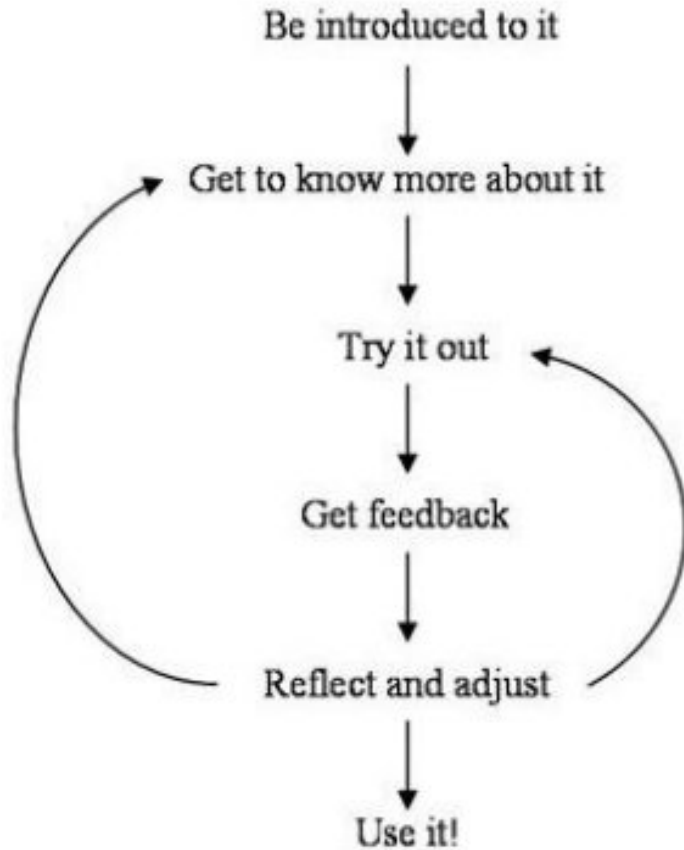 Be introduced to it
Get to know more about it
Try it out
Get feedback
Reflect and adjust
Use it!